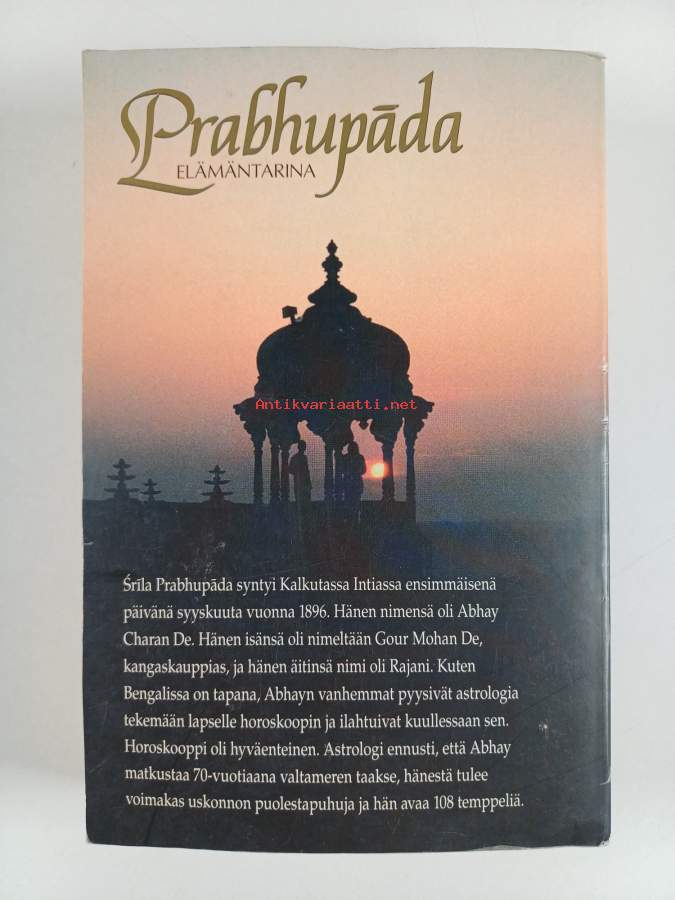 Prabhupāda
ELÄMÄNTARINA
Antikvariaatti.net
Śrīla Prabhupāda syntyi Kalkutassa Intiassa ensimmäisenä
päivänä syyskuuta vuonna 1896. Hänen nimensä oli Abhay
Charan De. Hänen isänsä oli nimeltään Gour Mohan De,
kangaskauppias, ja hänen äitinsä nimi oli Rajani. Kuten
Bengalissa on tapana, Abhayn vanhemmat pyysivät astrologia
tekemään lapselle horoskoopin ja ilahtuivat kuullessaan sen.
Horoskooppi oli hyväenteinen. Astrologi ennusti, että Abhay
matkustaa 70-vuotiaana valtameren taakse, hänestä tulee
voimakas uskonnon puolestapuhuja ja hän avaa 108 temppeliä.